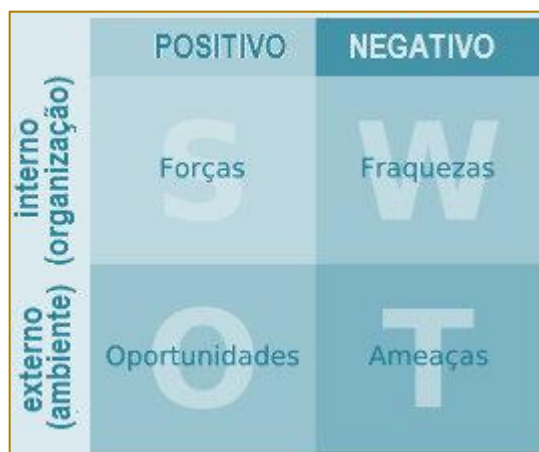 POSITIVO
NEGATIVO
interno
(organização)
S
Forças
W
Fraquezas
externo
(ambiente)
O
Oportunidades
T
Ameaças